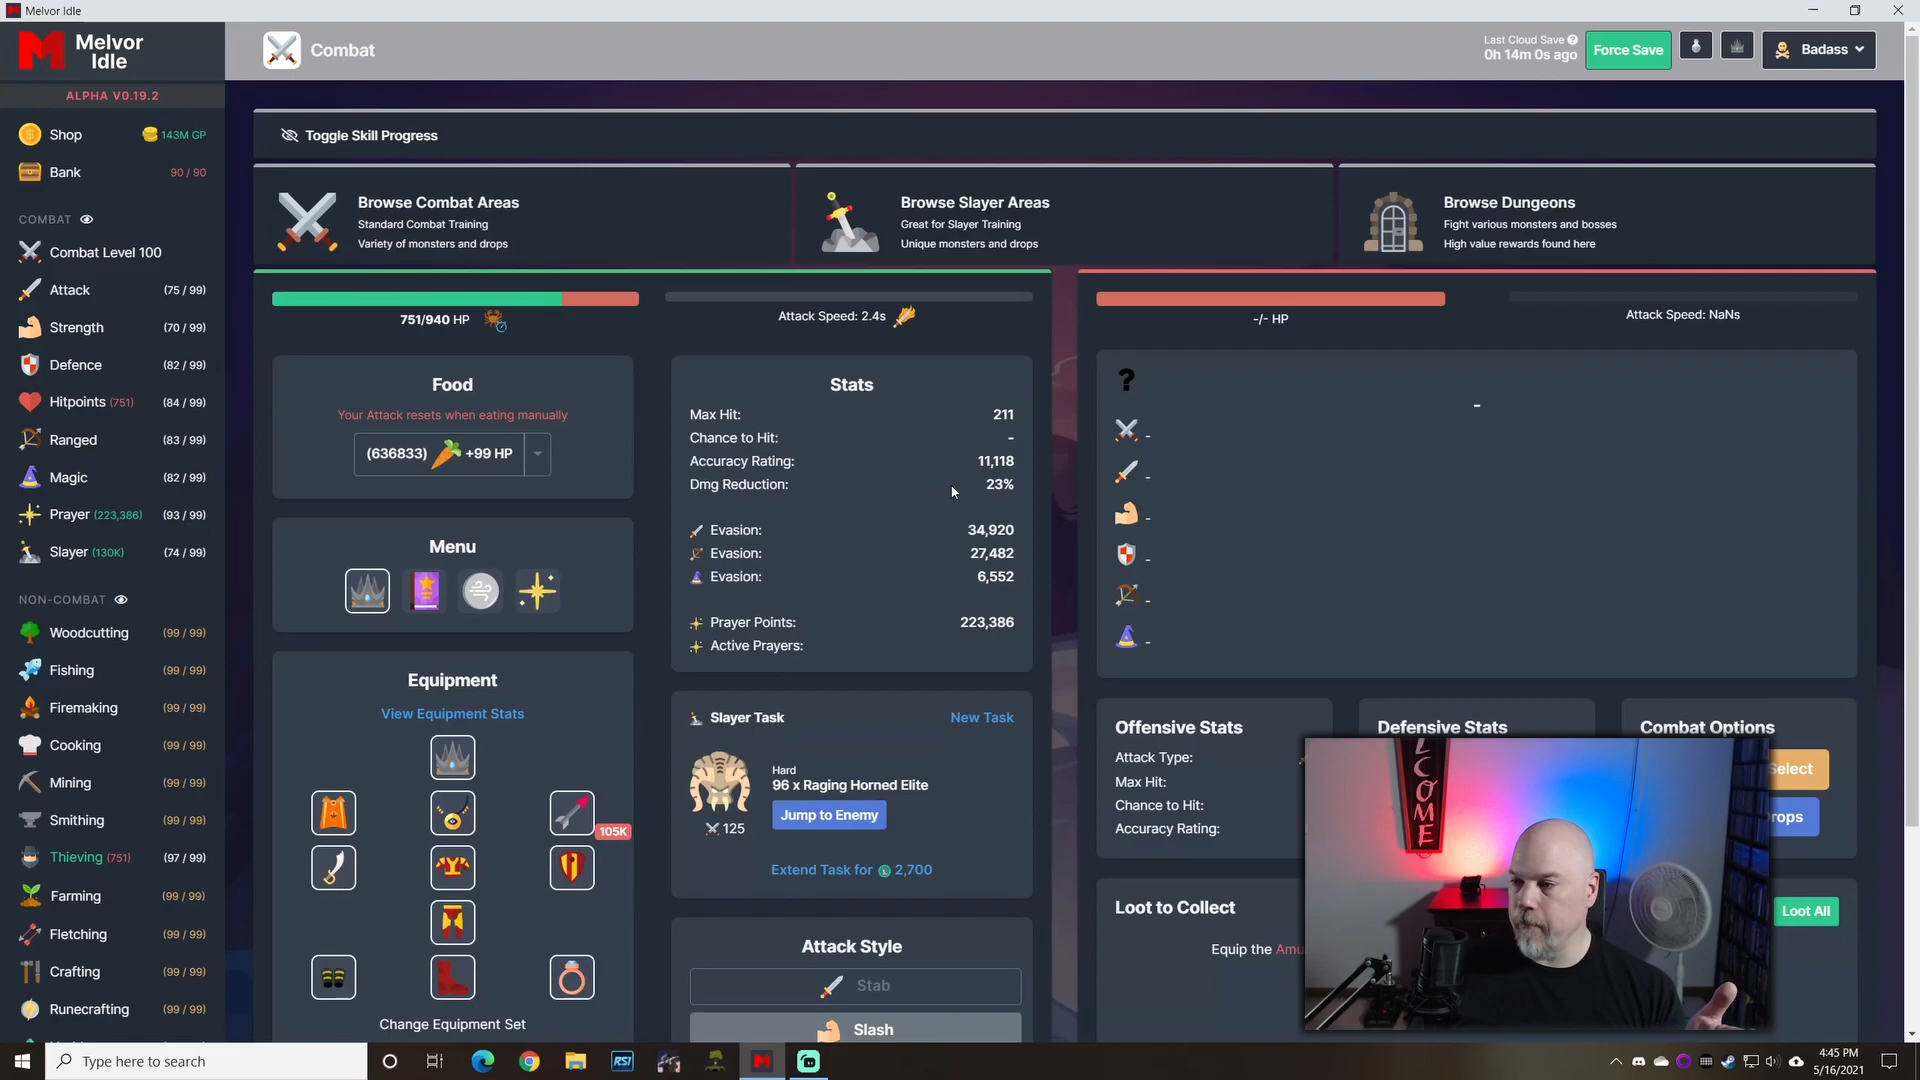 Melvor Idle
Melvor
Idle
ALPHA V0.19.2
Shop 143M GP
Bank 90 / 90
COMBAT
Combat Level 100
Attack (75 / 99)
Strength (70 / 99)
Defence (82 / 99)
Hitpoints (751) (84 / 99)
Ranged (83 / 99)
Magic (82 / 99)
Prayer (223,386) (93 / 99)
Slayer (130K) (74 / 99)
NON-COMBAT
Woodcutting (99 / 99)
Fishing (99 / 99)
Firemaking (99 / 99)
Cooking (99 / 99)
Mining (99 / 99)
Smithing (99 / 99)
Thieving (751) (97 / 99)
Farming (99 / 99)
Fletching (99 / 99)
Crafting (99 / 99)
Runecrafting (99 / 99)
Combat
Last Cloud Save
0h 14m 0s ago
Force Save
Badass
Toggle Skill Progress
Browse Combat Areas
Standard Combat Training
Variety of monsters and drops
Browse Slayer Areas
Great for Slayer Training
Unique monsters and drops
Browse Dungeons
Fight various monsters and bosses
High value rewards found here
751/940 HP
Attack Speed: 2.4s
Food
Your Attack resets when eating manually
(636833) +99 HP
Menu
Equipment
View Equipment Stats
105K
Change Equipment Set
Stats
Max Hit: 211
Chance to Hit: -
Accuracy Rating: 11,118
Dmg Reduction: 23%
Evasion: 34,920
Evasion: 27,482
Evasion: 6,552
Prayer Points: 223,386
Active Prayers:
Slayer Task New Task
Hard
96 x Raging Horned Elite
Jump to Enemy
125
Extend Task for 2,700
Attack Style
Stab
Slash
-/- HP
Attack Speed: NaNs
?
-
-
-
-
-
-
-
Offensive Stats
Attack Type:
Max Hit:
Chance to Hit:
Accuracy Rating:
Defensive Stats
Combat Options
Select
Loot to Collect
Loot All
Equip the
LCOME
Type here to search
RSI
4:45 PM
5/16/2021